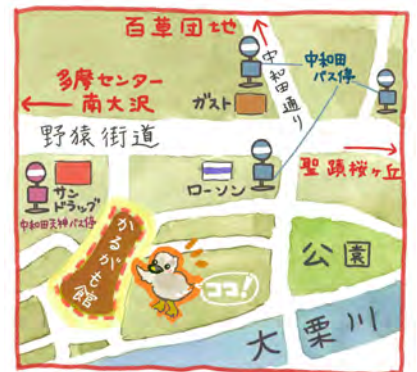 百草団地
中和田通り
中和田
バス停
多摩センター
南大沢
ガスト
野猿街道
聖蹟桜ヶ丘
サン
ドラッグ
中和田天神バス停
ローソン
かるがも館
ココ！
公園
大栗川